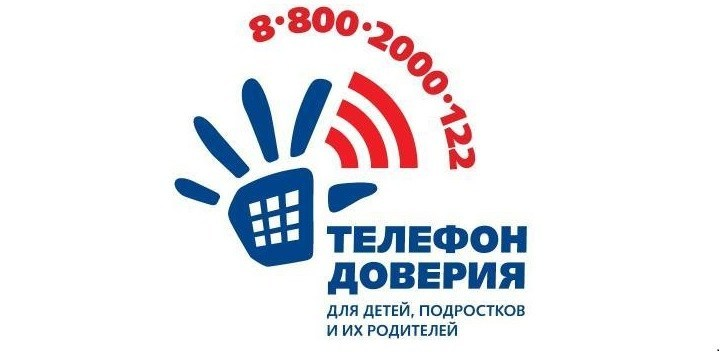 8·800·2000·122
ТЕЛЕФОН
ДОВЕРИЯ
ДЛЯ ДЕТЕЙ, ПОДРОСТКОВ
И ИХ РОДИТЕЛЕЙ